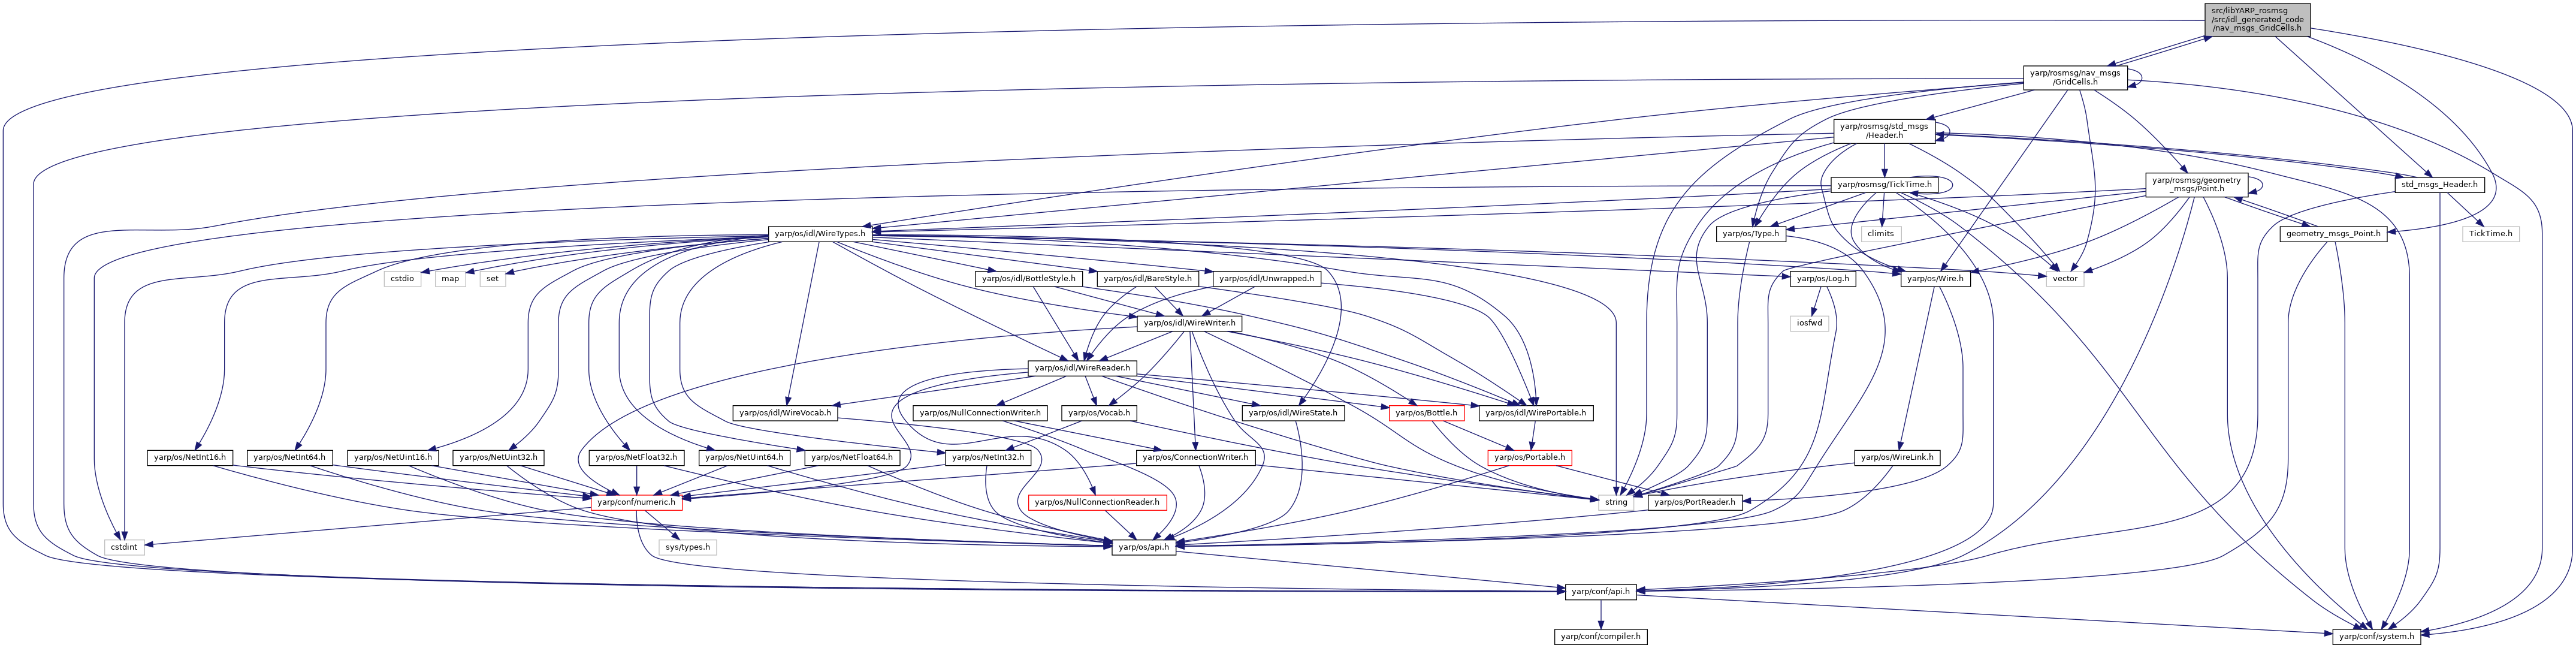 src/libYARP_rosmsg
/src/idl_generated_code
/nav_msgs_GridCells.h
yarp/rosmsg/nav_msgs
/GridCells.h
yarp/rosmsg/std_msgs
/Header.h
yarp/rosmsg/TickTime.h
yarp/rosmsg/geometry
_msgs/Point.h
std_msgs_Header.h
yarp/os/idl/WireTypes.h
yarp/os/Type.h
climits
geometry_msgs_Point.h
TickTime.h
cstdio
map
set
yarp/os/idl/BottleStyle.h
yarp/os/idl/BareStyle.h
yarp/os/idl/Unwrapped.h
yarp/os/Log.h
yarp/os/Wire.h
vector
yarp/os/idl/WireWriter.h
iosfwd
yarp/os/idl/WireReader.h
yarp/os/idl/WireVocab.h
yarp/os/NullConnectionWriter.h
yarp/os/Vocab.h
yarp/os/idl/WireState.h
yarp/os/Bottle.h
yarp/os/idl/WirePortable.h
yarp/os/NetInt16.h
yarp/os/NetInt64.h
yarp/os/NetUint16.h
yarp/os/NetUint32.h
yarp/os/NetFloat32.h
yarp/os/NetUint64.h
yarp/os/NetFloat64.h
yarp/os/NetInt32.h
yarp/os/ConnectionWriter.h
yarp/os/Portable.h
yarp/os/WireLink.h
yarp/conf/numeric.h
yarp/os/NullConnectionReader.h
string
yarp/os/PortReader.h
cstdint
sys/types.h
yarp/os/api.h
yarp/conf/api.h
yarp/conf/compiler.h
yarp/conf/system.h